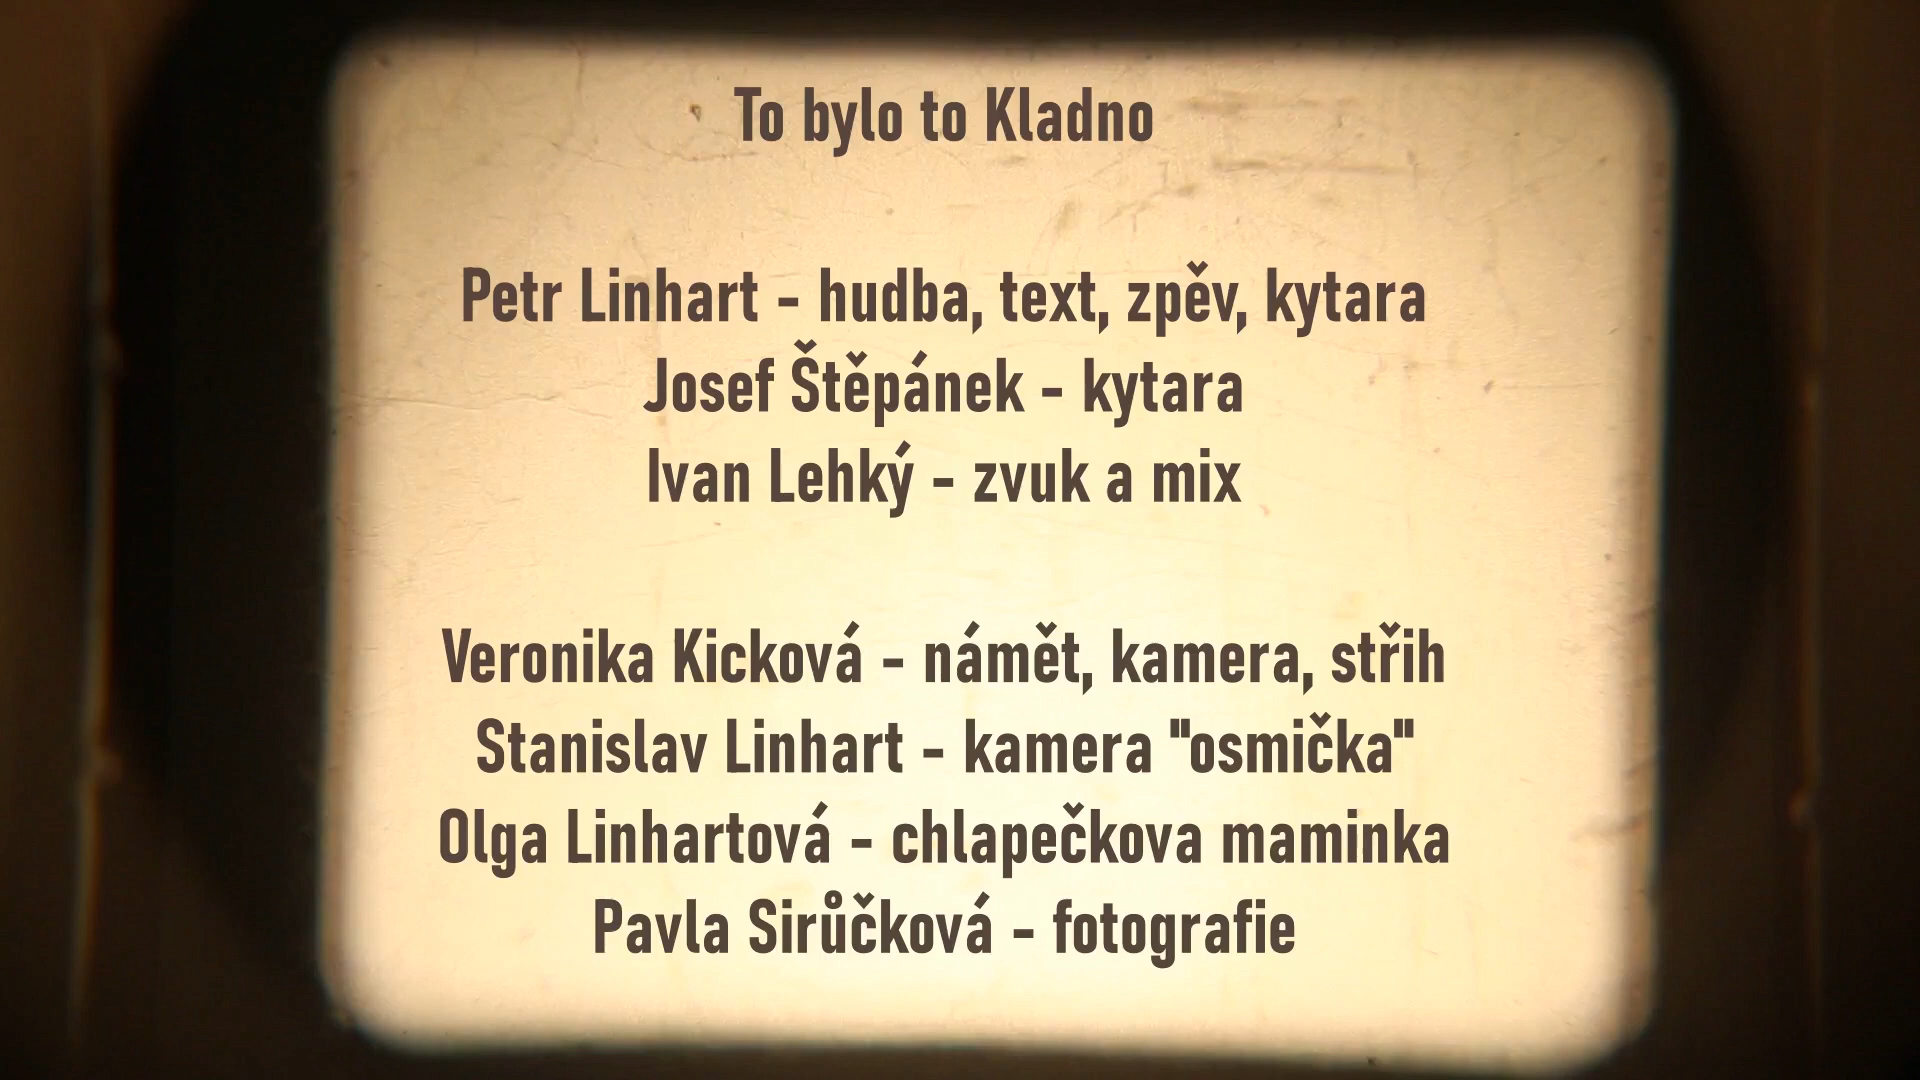 To bylo to Kladno
Petr Linhart - hudba, text, zpěv, kytara
Josef Štěpánek - kytara
Ivan Lehký - zvuk a mix
Veronika Kicková - námět, kamera, střih
Stanislav Linhart - kamera "osmička"
Olga Linhartová - chlapečkova maminka
Pavla Sirůčková - fotografie